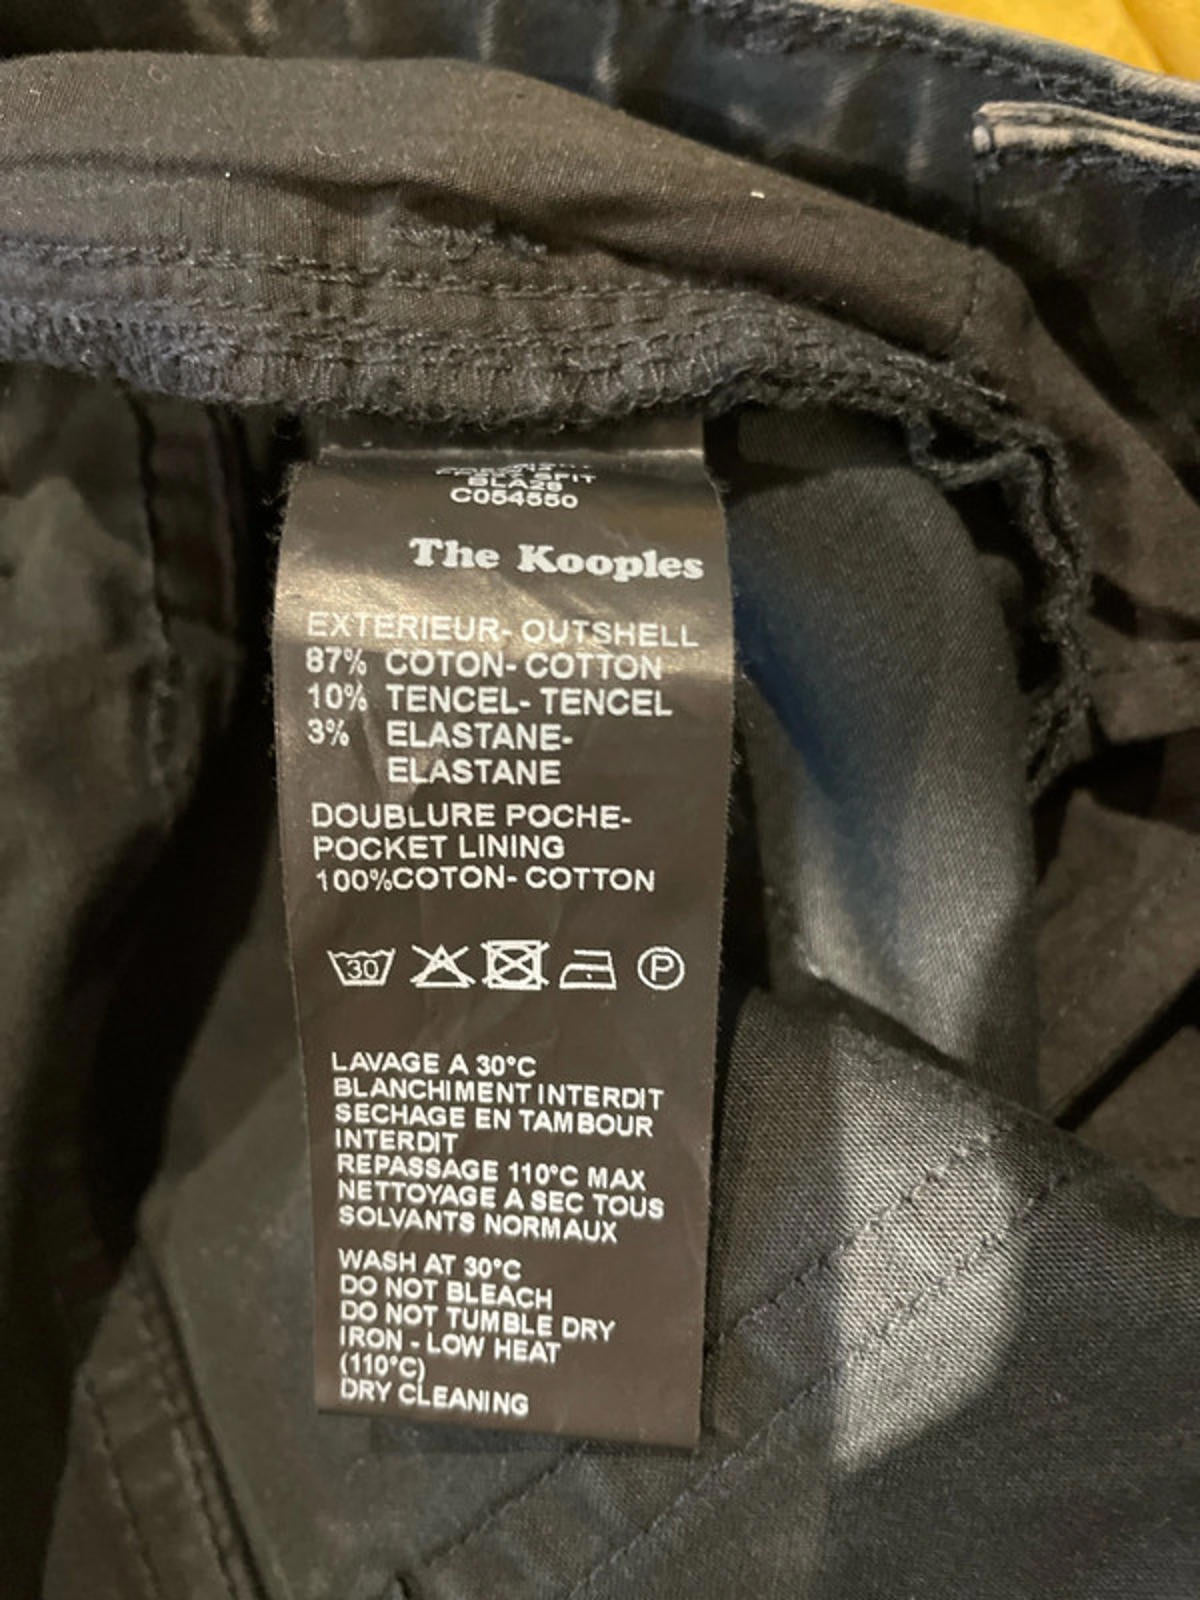 BLA28
C054550
The Kooples
EXTERIEUR- OUTSHELL
87% COTON- COTTON
10% TENCEL- TENCEL
3% ELASTANE-
ELASTANE
DOUBLURE POCHE-
POCKET LINING
100%COTON- COTTON
30
P
LAVAGE A 30°C
BLANCHIMENT INTERDIT
SECHAGE EN TAMBOUR
INTERDIT
REPASSAGE 110°C MAX
NETTOYAGE A SEC TOUS
SOLVANTS NORMAUX
WASH AT 30°C
DO NOT BLEACH
DO NOT TUMBLE DRY
IRON - LOW HEAT
(110°C)
DRY CLEANING